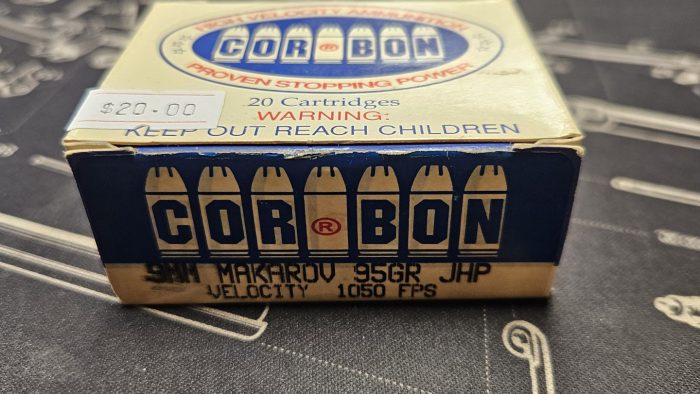 HIGH VELOCITY AMMUNITION
COR®BON
PROVEN STOPPING POWER
$20.00
20 Cartridges
WARNING:
KEEP OUT REACH CHILDREN
COR®BON
9MM MAKAROV 95GR JHP
VELOCITY 1050 FPS